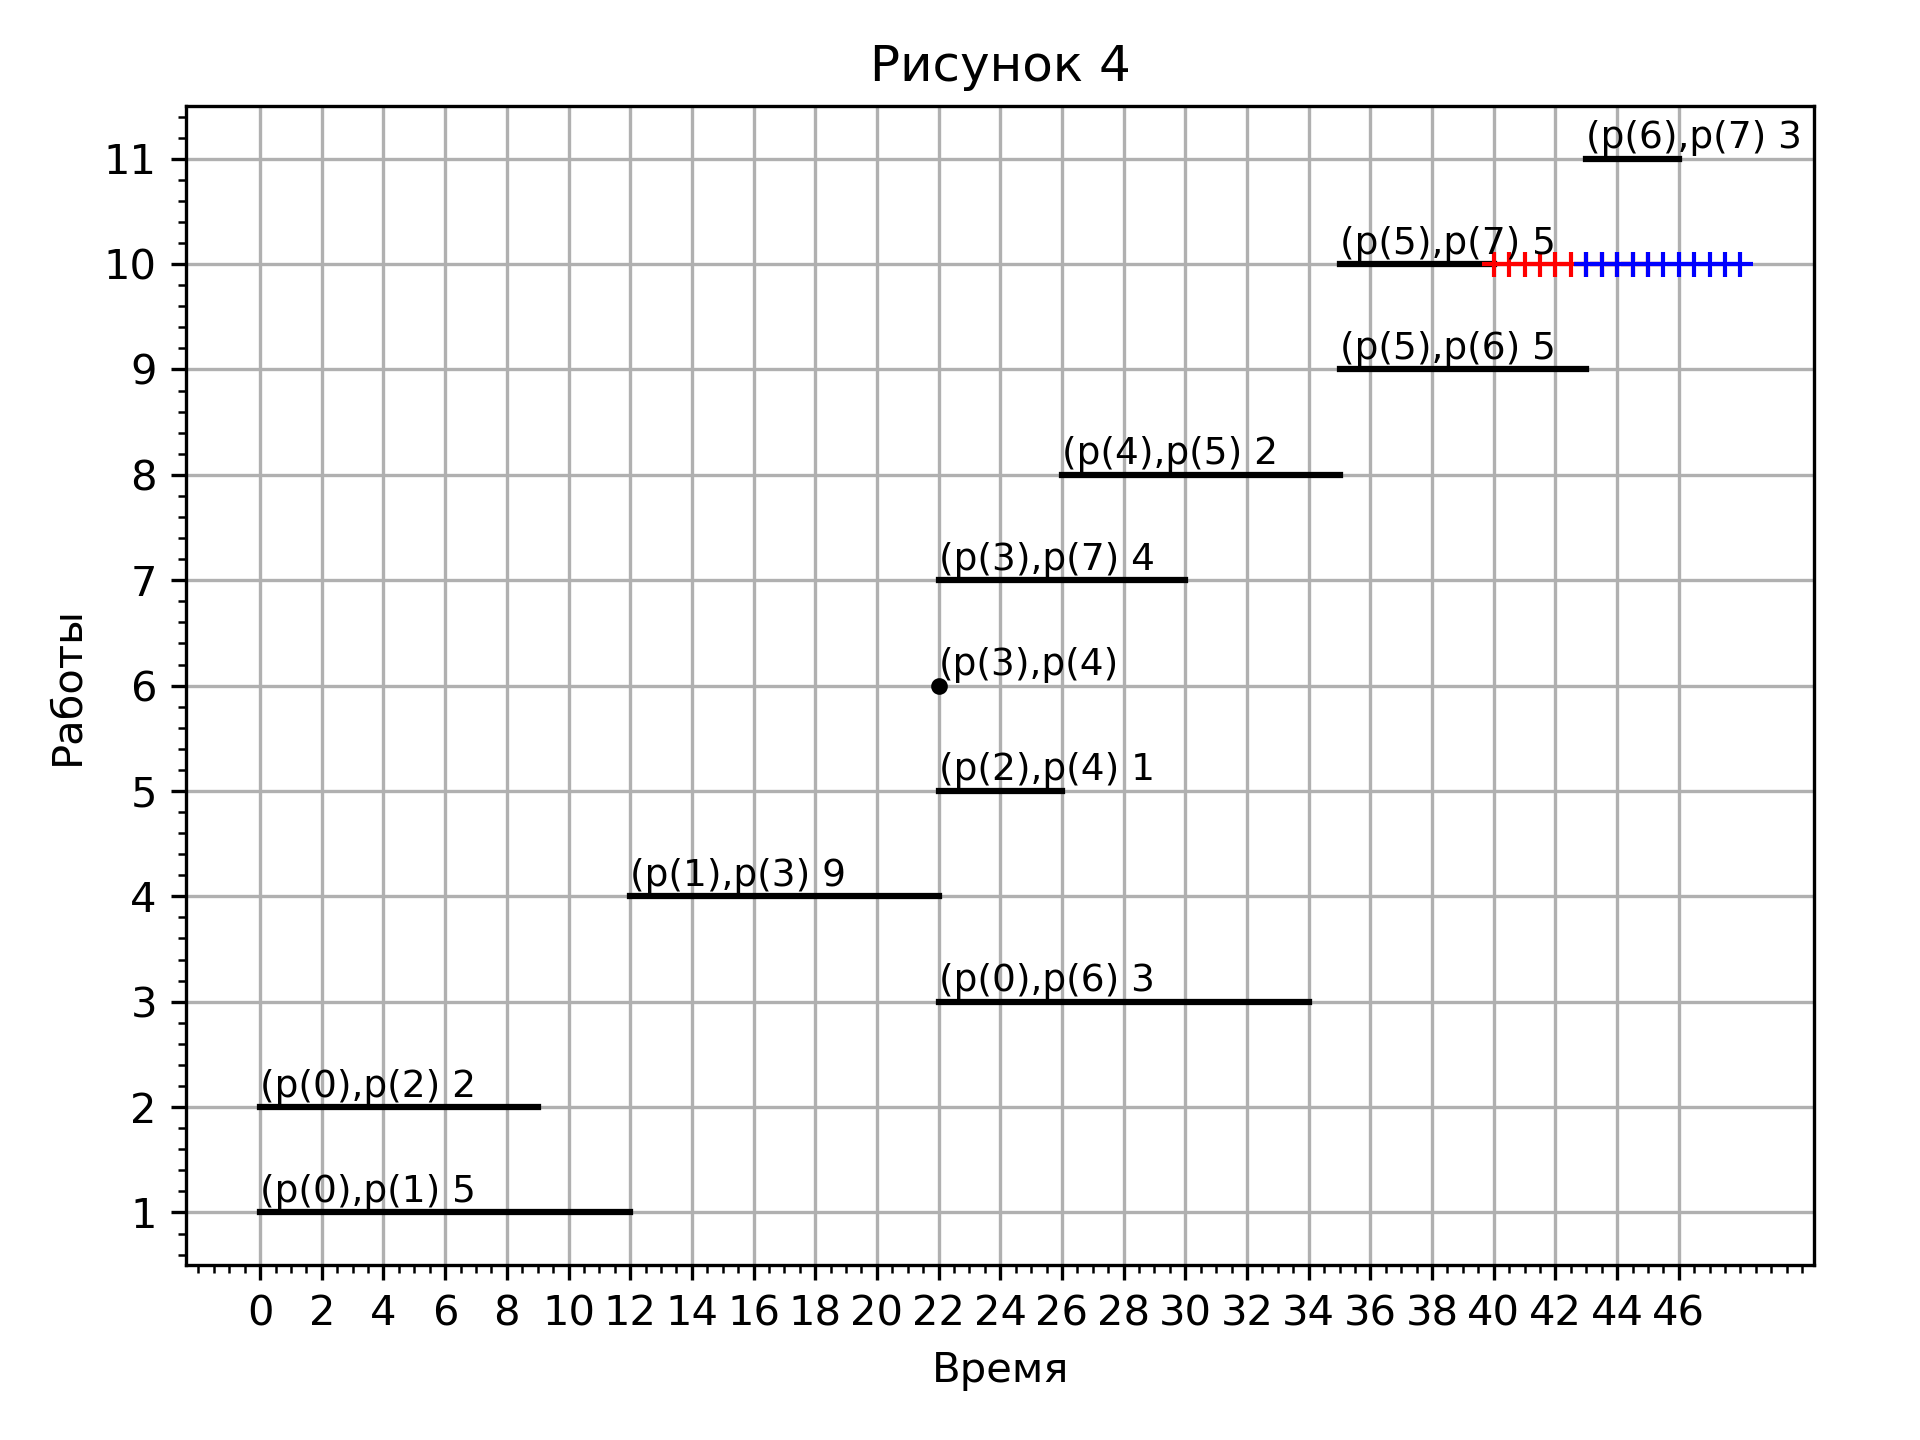 Рисунок 4
11
(p(6),p(7) 3
10
(p(5),p(7) 5
9
(p(5),p(6) 5
8
(p(4),p(5) 2
7
(p(3),p(7) 4
6
(p(3),p(4)
5
(p(2),p(4) 1
4
(p(1),p(3) 9
3
(p(0),p(6) 3
2
(p(0),p(2) 2
1
(p(0),p(1) 5
Работы
0 2 4 6 8 10 12 14 16 18 20 22 24 26 28 30 32 34 36 38 40 42 44 46
Время